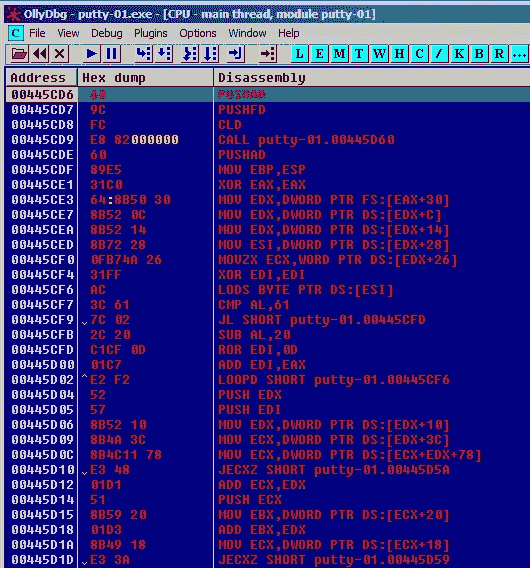 OllyDbg - putty-01.exe - [CPU - main thread, module putty-01]
C File View Debug Plugins Options Window Help
L E M T W H C / K B R ...
Address Hex dump Disassembly
00445CD6 60 PUSHAD
00445CD7 9C PUSHFD
00445CD8 FC CLD
00445CD9 E8 82000000 CALL putty-01.00445D60
00445CDE 60 PUSHAD
00445CDF 89E5 MOV EBP,ESP
00445CE1 31C0 XOR EAX,EAX
00445CE3 64:8B50 30 MOV EDX,DWORD PTR FS:[EAX+30]
00445CE7 8B52 0C MOV EDX,DWORD PTR DS:[EDX+C]
00445CEA 8B52 14 MOV EDX,DWORD PTR DS:[EDX+14]
00445CED 8B72 28 MOV ESI,DWORD PTR DS:[EDX+28]
00445CF0 0FB74A 26 MOVZX ECX,WORD PTR DS:[EDX+26]
00445CF4 31FF XOR EDI,EDI
00445CF6 AC LODS BYTE PTR DS:[ESI]
00445CF7 3C 61 CMP AL,61
00445CF9 7C 02 JL SHORT putty-01.00445CFD
00445CFB 2C 20 SUB AL,20
00445CFD C1CF 0D ROR EDI,0D
00445D00 01C7 ADD EDI,EAX
00445D02 ^E2 F2 LOOPD SHORT putty-01.00445CF6
00445D04 52 PUSH EDX
00445D05 57 PUSH EDI
00445D06 8B52 10 MOV EDX,DWORD PTR DS:[EDX+10]
00445D09 8B4A 3C MOV ECX,DWORD PTR DS:[EDX+3C]
00445D0C 8B4C11 78 MOV ECX,DWORD PTR DS:[ECX+EDX+78]
00445D10 E3 48 JECXZ SHORT putty-01.00445D5A
00445D12 01D1 ADD ECX,EDX
00445D14 51 PUSH ECX
00445D15 8B59 20 MOV EBX,DWORD PTR DS:[ECX+20]
00445D18 01D3 ADD EBX,EDX
00445D1A 8B49 18 MOV ECX,DWORD PTR DS:[ECX+18]
00445D1D E3 3A JECXZ SHORT putty-01.00445D59